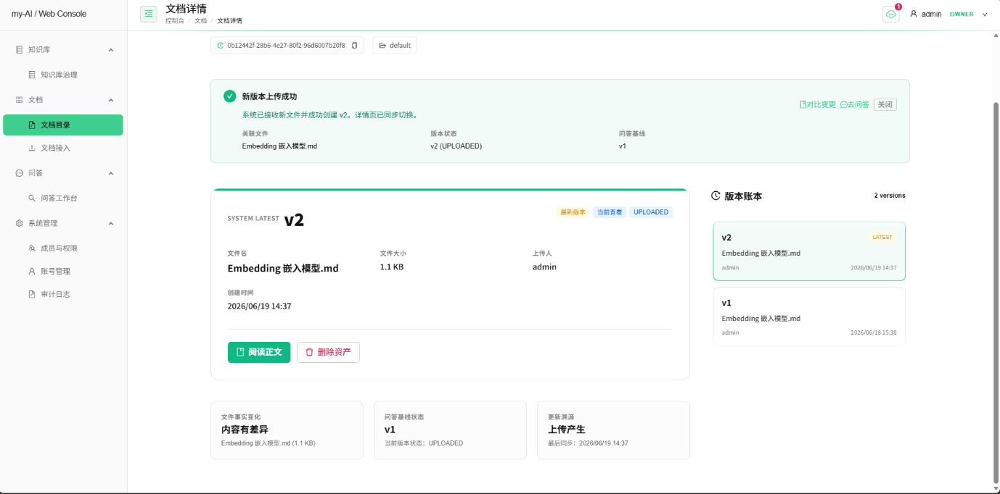 my-AI / Web Console
文档详情
控制台 / 文档 / 文档详情
1
admin OWNER
知识库
知识库治理
文档
文档目录
文档接入
问答
问答工作台
系统管理
成员与权限
账号管理
审计日志
0b12442f-28b6-4e27-80f2-96d6007b20f8
default
新版本上传成功
系统已接收新文件并成功创建 v2。详情页已同步切换。
对比变更 去问答 关闭
关联文件 版本状态 问答基线
Embedding 嵌入模型.md v2 (UPLOADED) v1
SYSTEM LATEST v2
最新版本 当前查看 UPLOADED
文件名 文件大小 上传人
Embedding 嵌入模型.md 1.1 KB admin
创建时间
2026/06/19 14:37
阅读正文 删除资产
文件事实变化
内容有差异
Embedding 嵌入模型.md (1.1 KB)
问答基线状态
v1
当前版本状态：UPLOADED
更新溯源
上传产生
最后同步：2026/06/19 14:37
版本账本 2 versions
v2 LATEST
Embedding 嵌入模型.md
admin 2026/06/19 14:37
v1
Embedding 嵌入模型.md
admin 2026/06/18 15:38